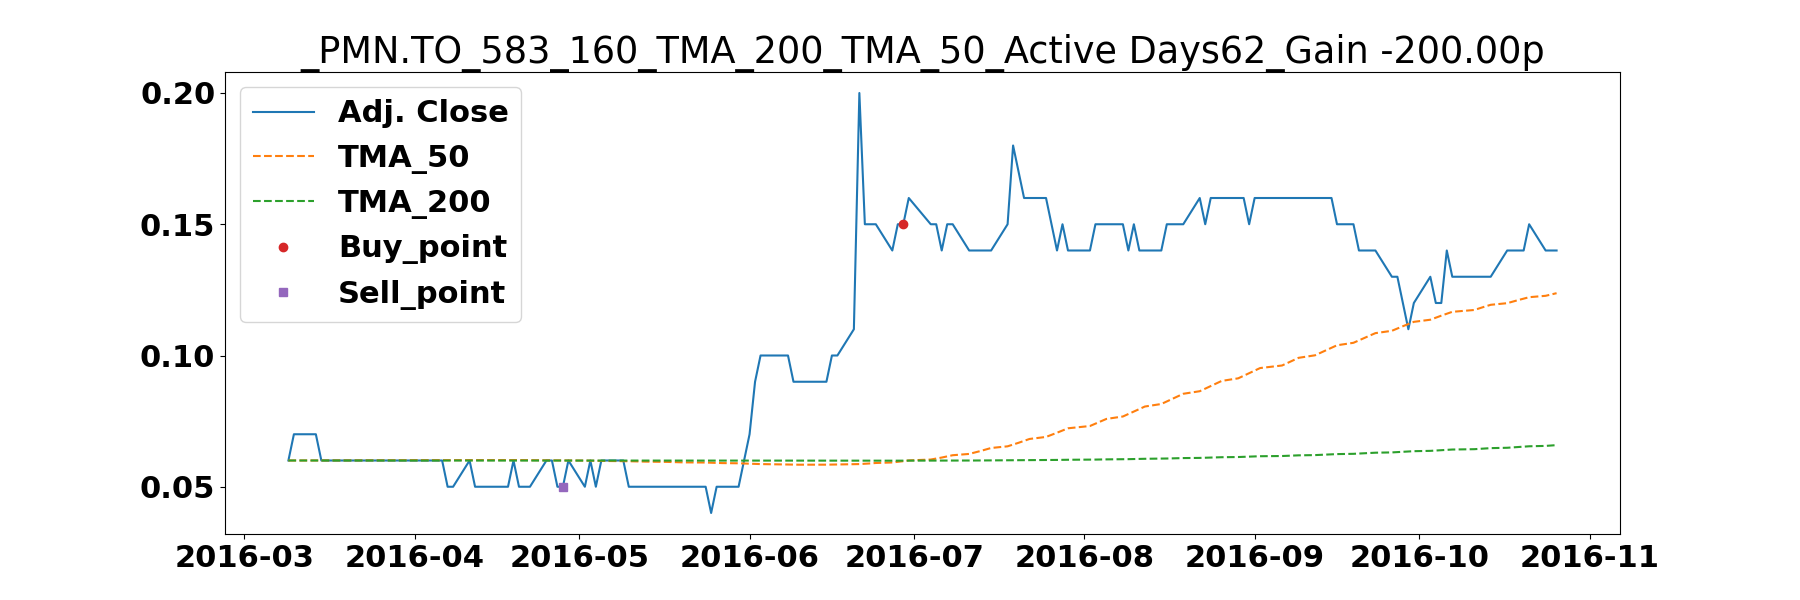 _PMN.TO_583_160_TMA_200_TMA_50_Active Days62_Gain -200.00p
0.20
0.15
0.10
0.05
Adj. Close
TMA_50
TMA_200
Buy_point
Sell_point
2016-03 2016-04 2016-05 2016-06 2016-07 2016-08 2016-09 2016-10 2016-11